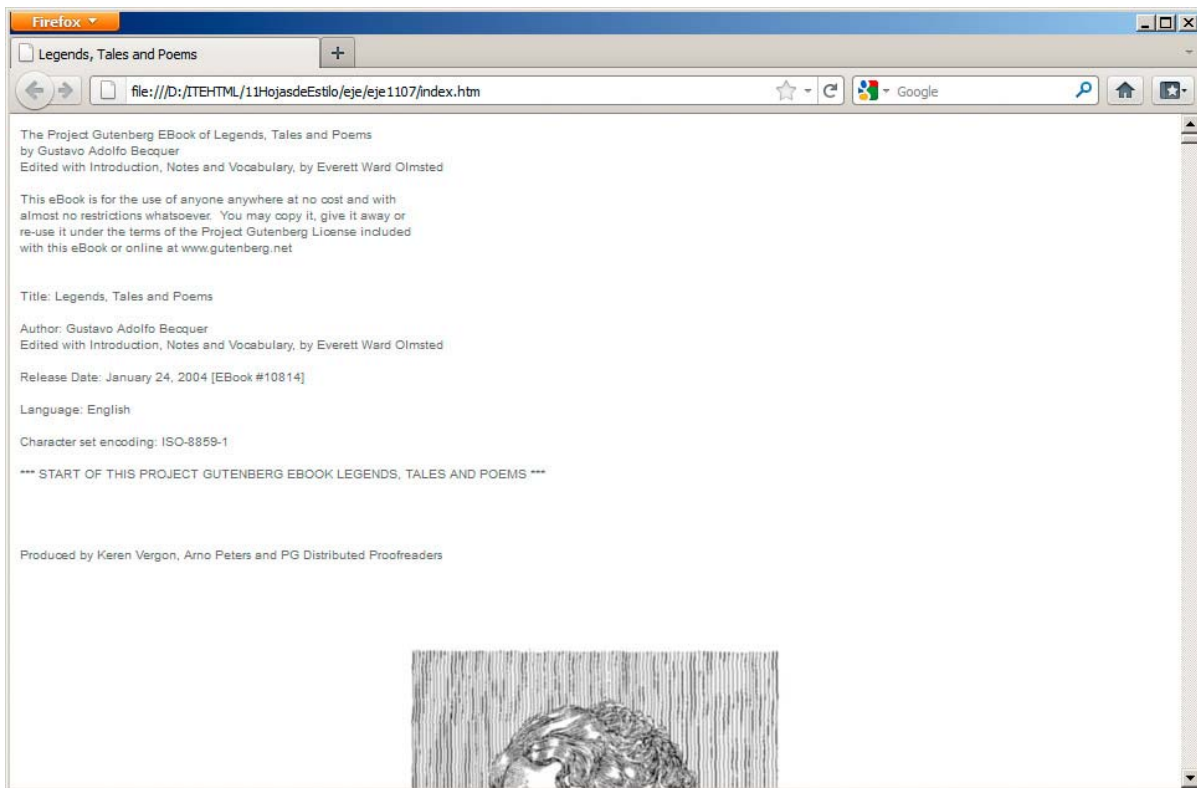 Firefox
Legends, Tales and Poems
file:///D:/ITEHTML/11HojasdeEstilo/eje/eje1107/index.htm
Google
The Project Gutenberg EBook of Legends, Tales and Poems
by Gustavo Adolfo Becquer
Edited with Introduction, Notes and Vocabulary, by Everett Ward Olmsted
This eBook is for the use of anyone anywhere at no cost and with
almost no restrictions whatsoever.  You may copy it, give it away or
re-use it under the terms of the Project Gutenberg License included
with this eBook or online at www.gutenberg.net
Title: Legends, Tales and Poems
Author: Gustavo Adolfo Becquer
Edited with Introduction, Notes and Vocabulary, by Everett Ward Olmsted
Release Date: January 24, 2004 [EBook #10814]
Language: English
Character set encoding: ISO-8859-1
*** START OF THIS PROJECT GUTENBERG EBOOK LEGENDS, TALES AND POEMS ***
Produced by Keren Vergon, Arno Peters and PG Distributed Proofreaders